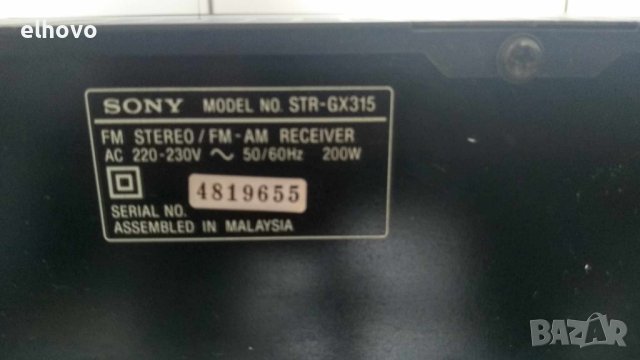 elhovo
SONY MODEL NO. STR-GX315
FM STEREO/FM-AM RECEIVER
AC 220-230V ~ 50/60Hz 200W
4819655
SERIAL NO.
ASSEMBLED IN MALAYSIA
BAZAR